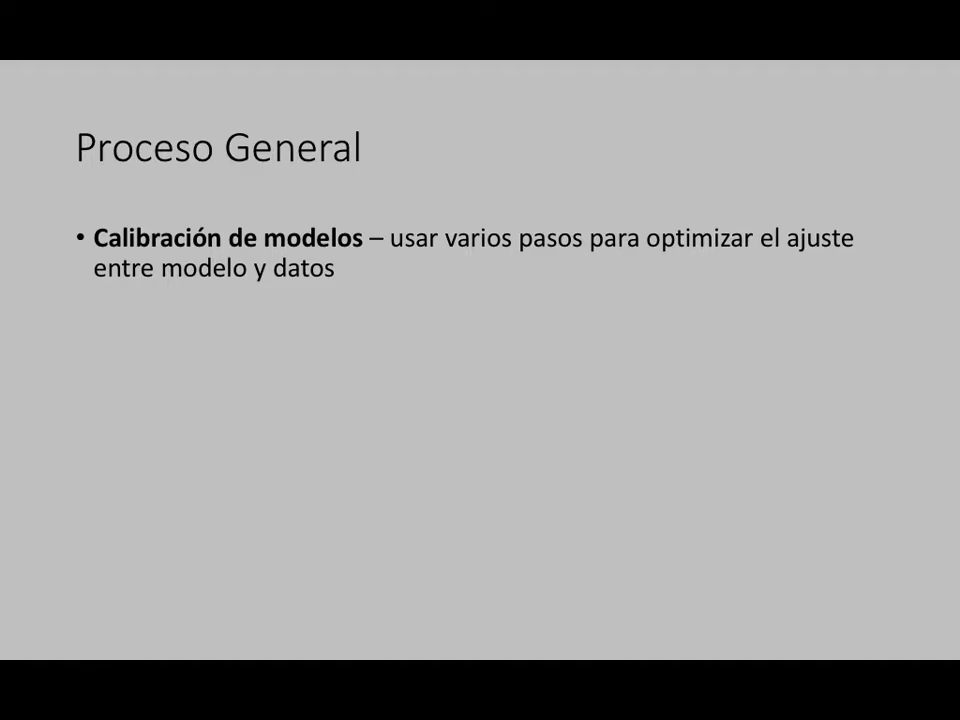 Proceso General
• Calibración de modelos – usar varios pasos para optimizar el ajuste
entre modelo y datos